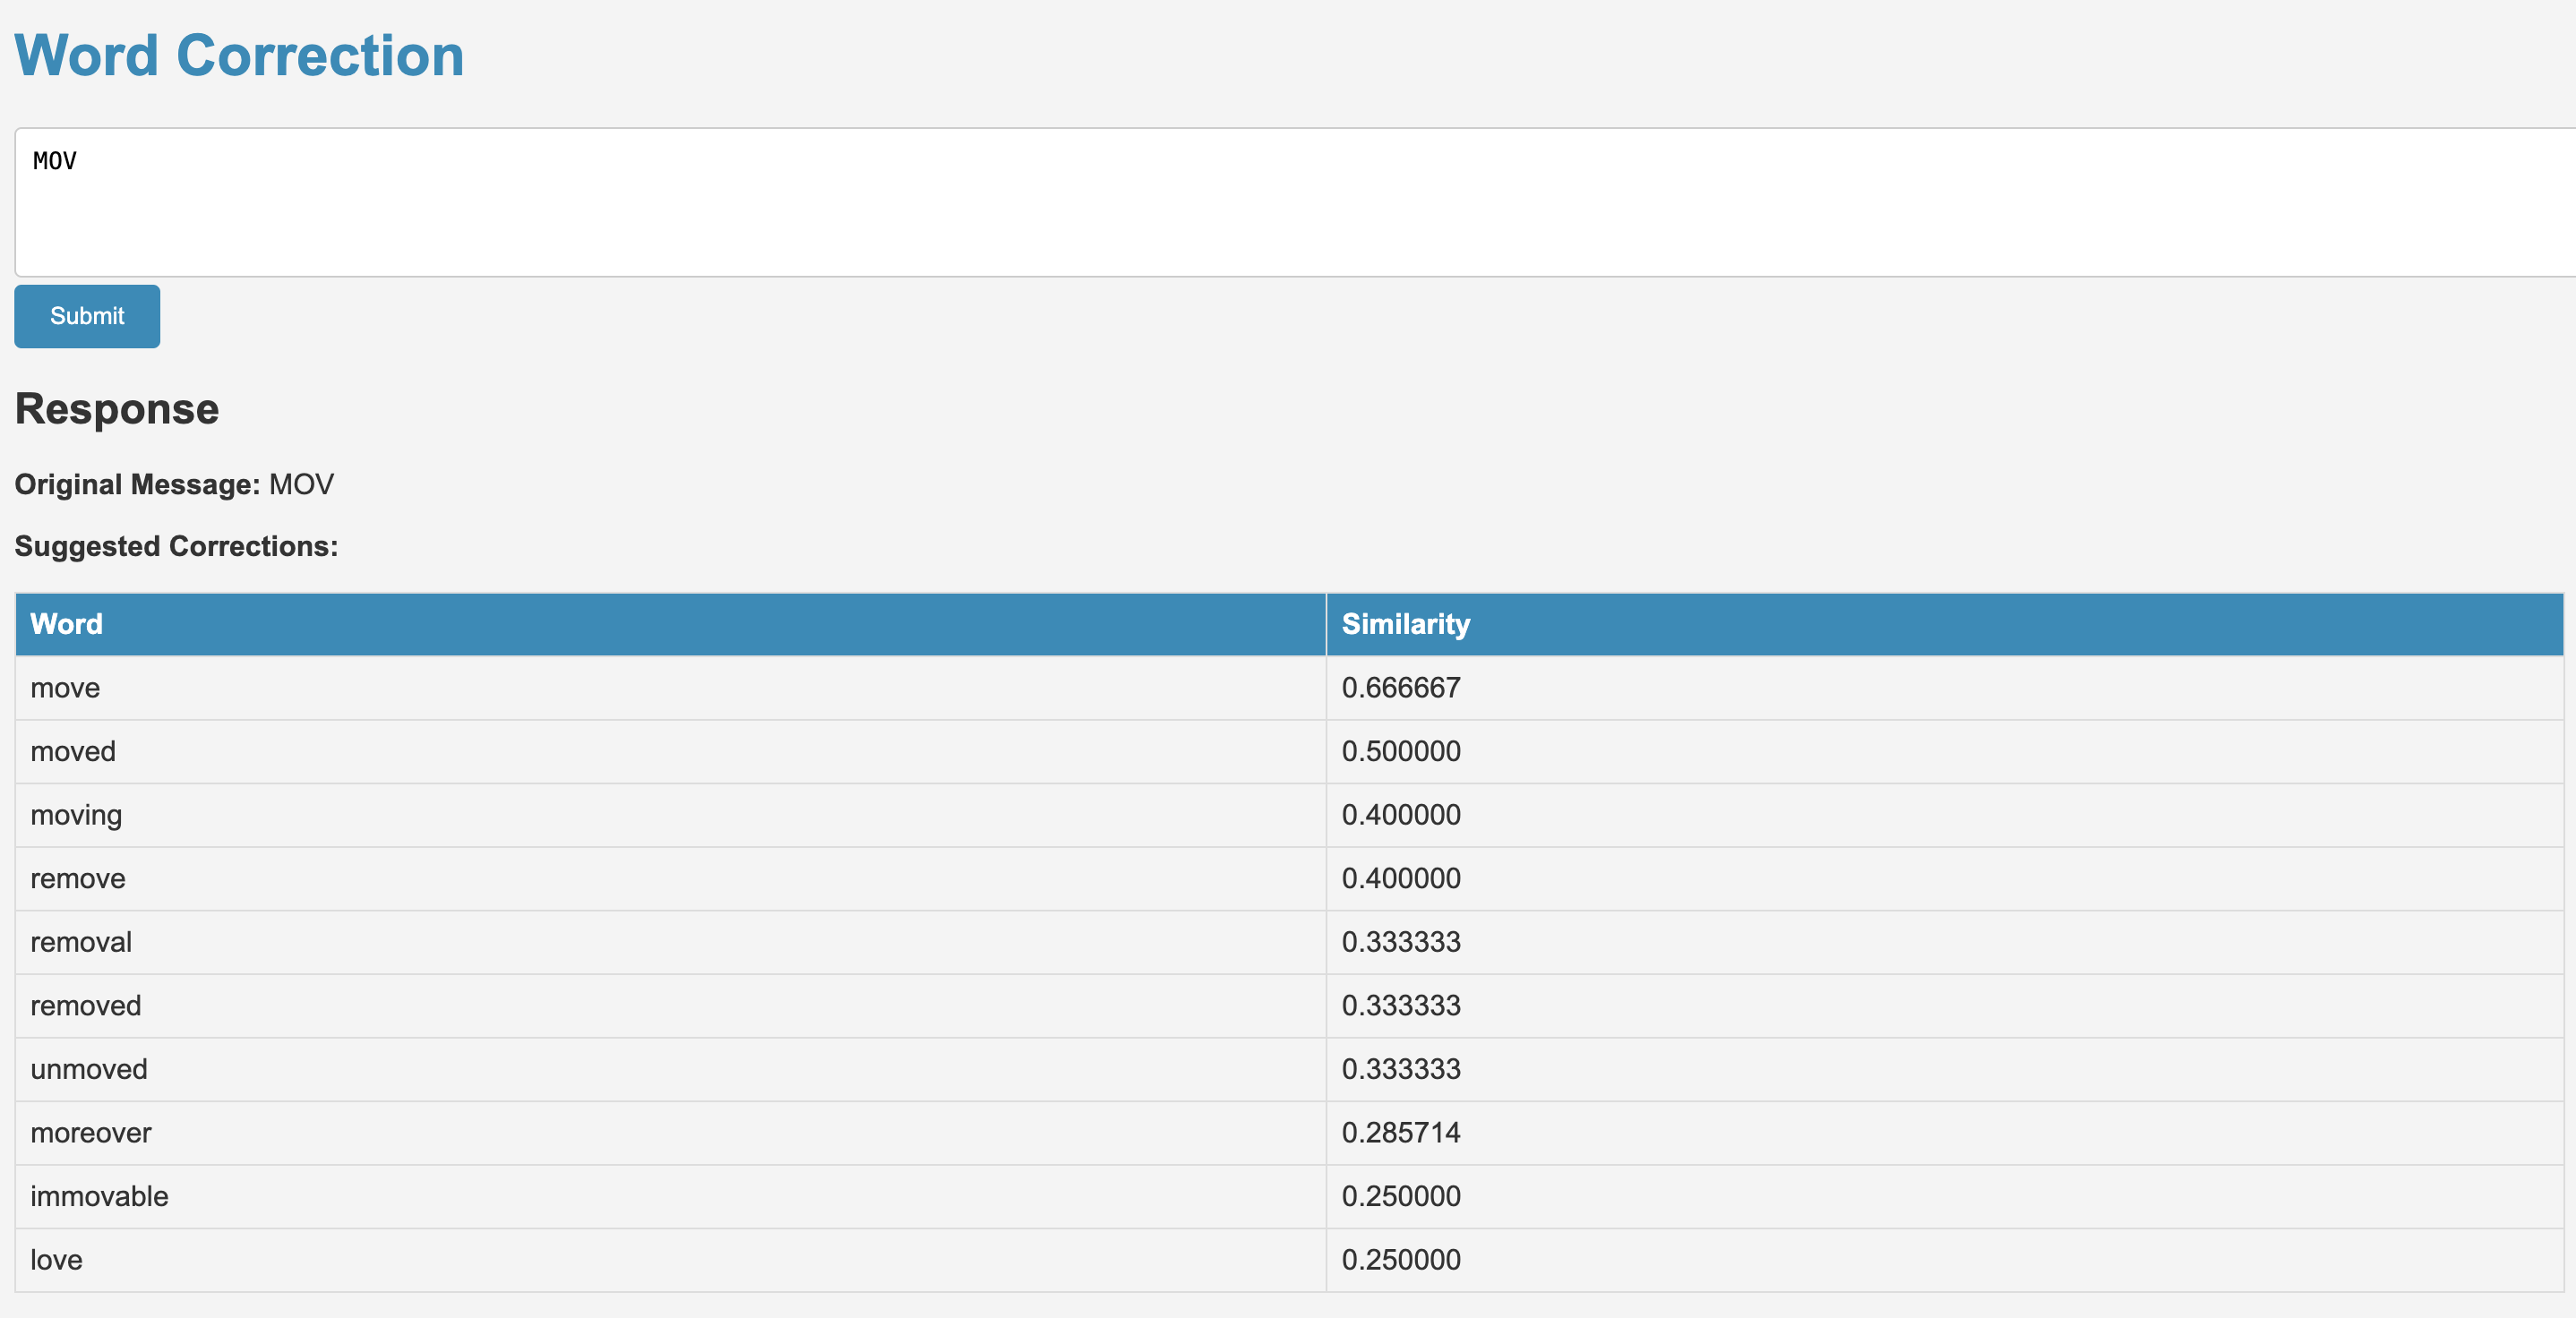 Word Correction
MOV
Submit
Response
Original Message: MOV
Suggested Corrections:
Word Similarity
move 0.666667
moved 0.500000
moving 0.400000
remove 0.400000
removal 0.333333
removed 0.333333
unmoved 0.333333
moreover 0.285714
immovable 0.250000
love 0.250000